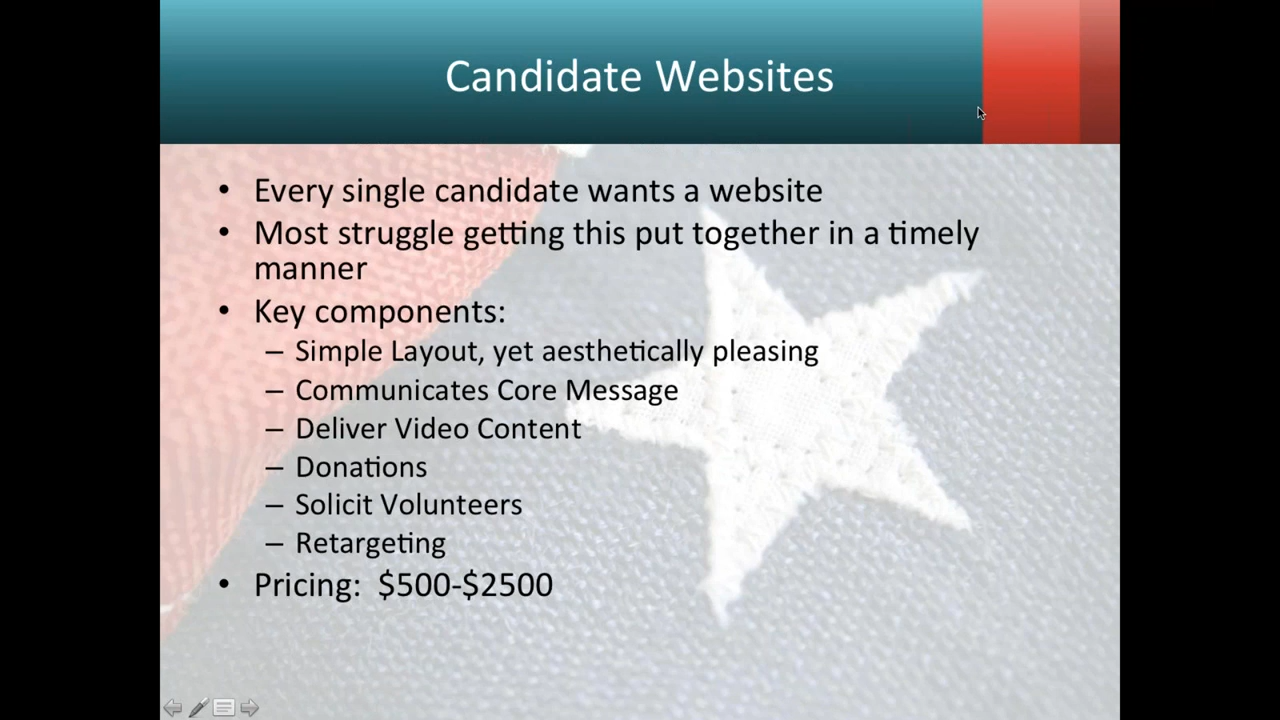 Candidate Websites
• Every single candidate wants a website
• Most struggle getting this put together in a timely
manner
• Key components:
– Simple Layout, yet aesthetically pleasing
– Communicates Core Message
– Deliver Video Content
– Donations
– Solicit Volunteers
– Retargeting
• Pricing:  $500-$2500